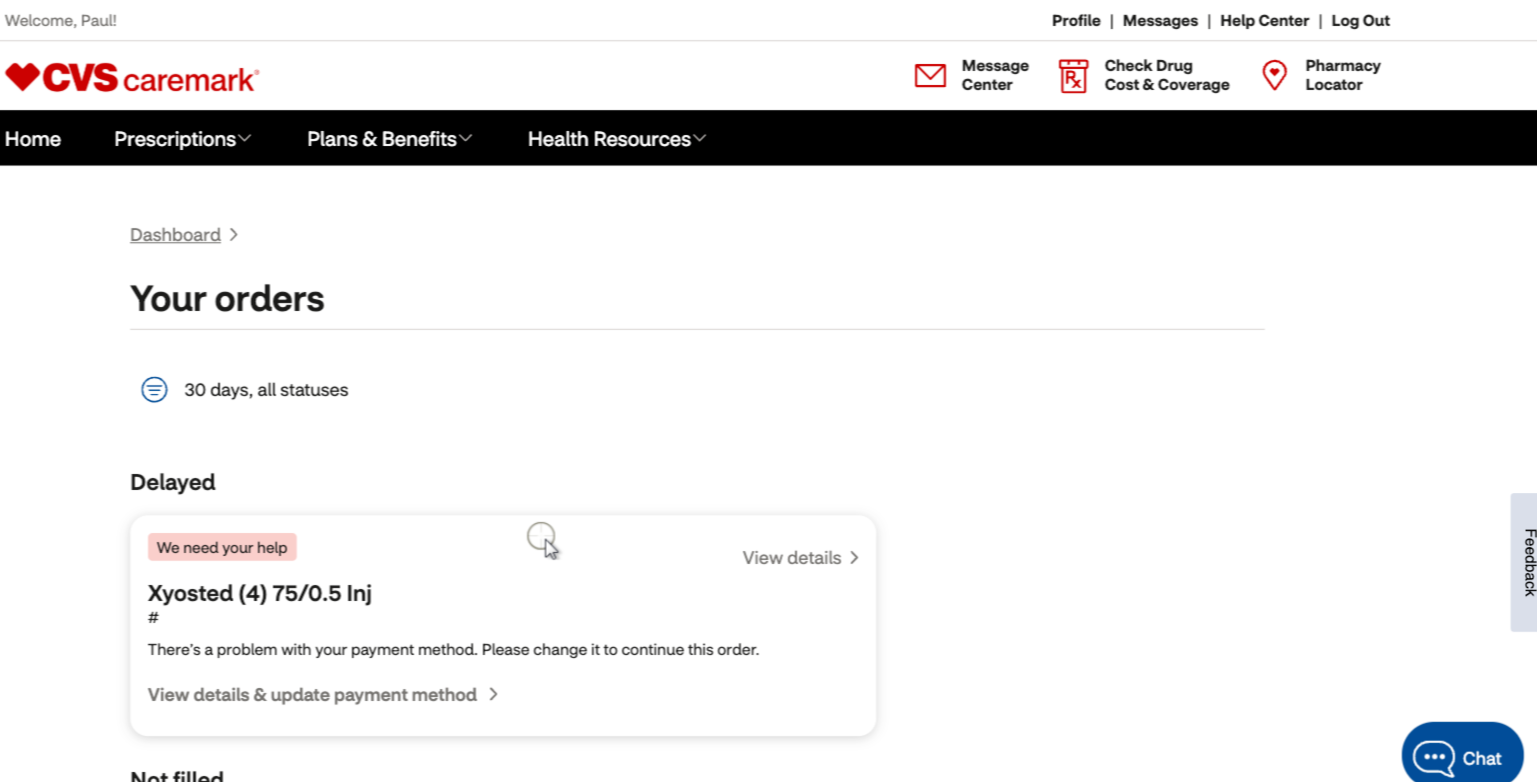 Welcome, Paul!
Profile | Messages | Help Center | Log Out
CVS caremark®
Message Center
Check Drug Cost & Coverage
Pharmacy Locator
Home Prescriptions Plans & Benefits Health Resources
Dashboard >
Your orders
30 days, all statuses
Delayed
We need your help
View details >
Xyosted (4) 75/0.5 Inj
#
There's a problem with your payment method. Please change it to continue this order.
View details & update payment method >
Feedback
Chat
Not filled